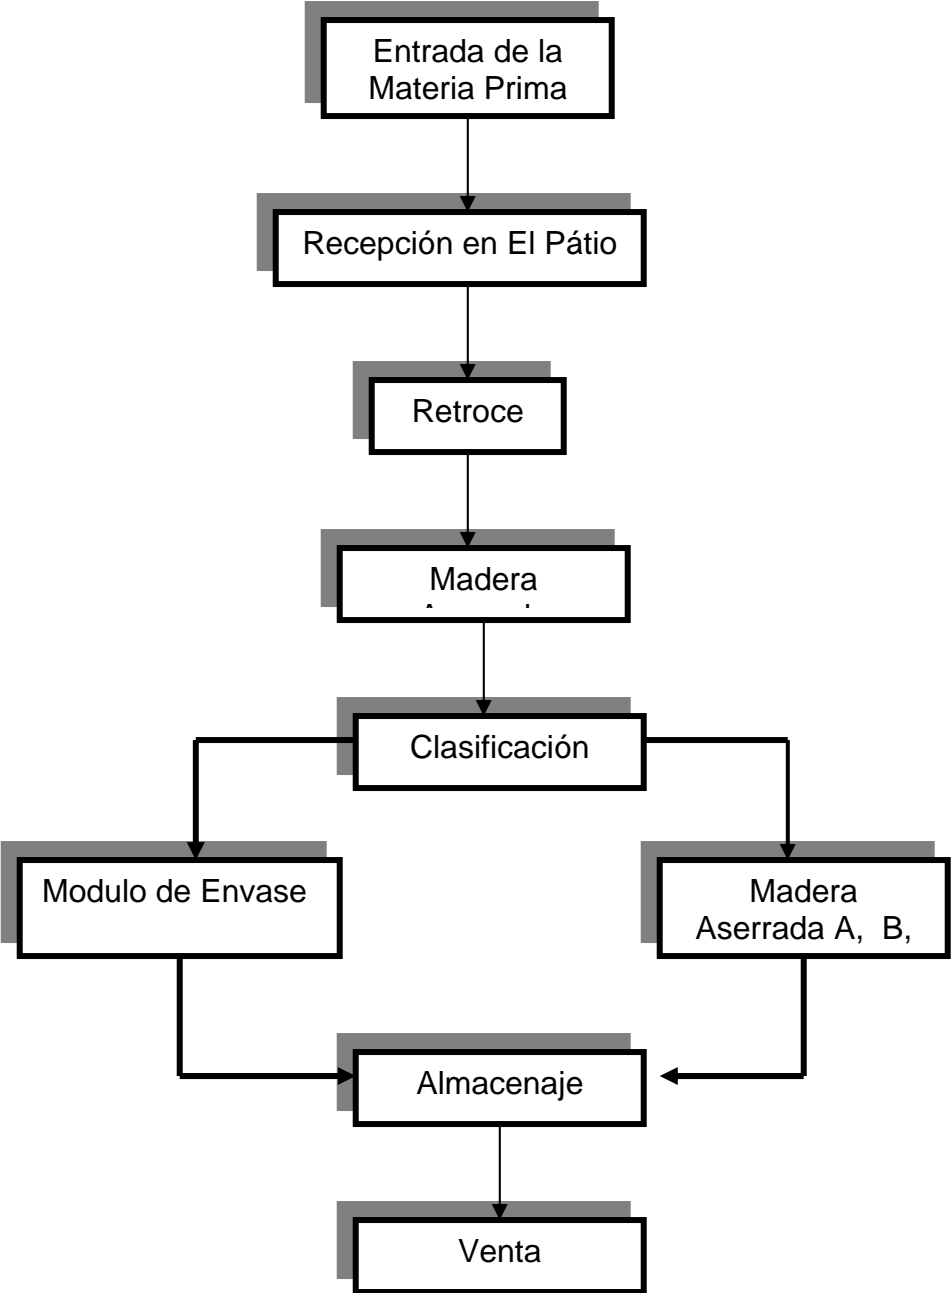 Entrada de la
Materia Prima
Recepción en El Pátio
Retroce
Madera
Clasificación
Modulo de Envase
Madera
Aserrada A, B,
Almacenaje
Venta